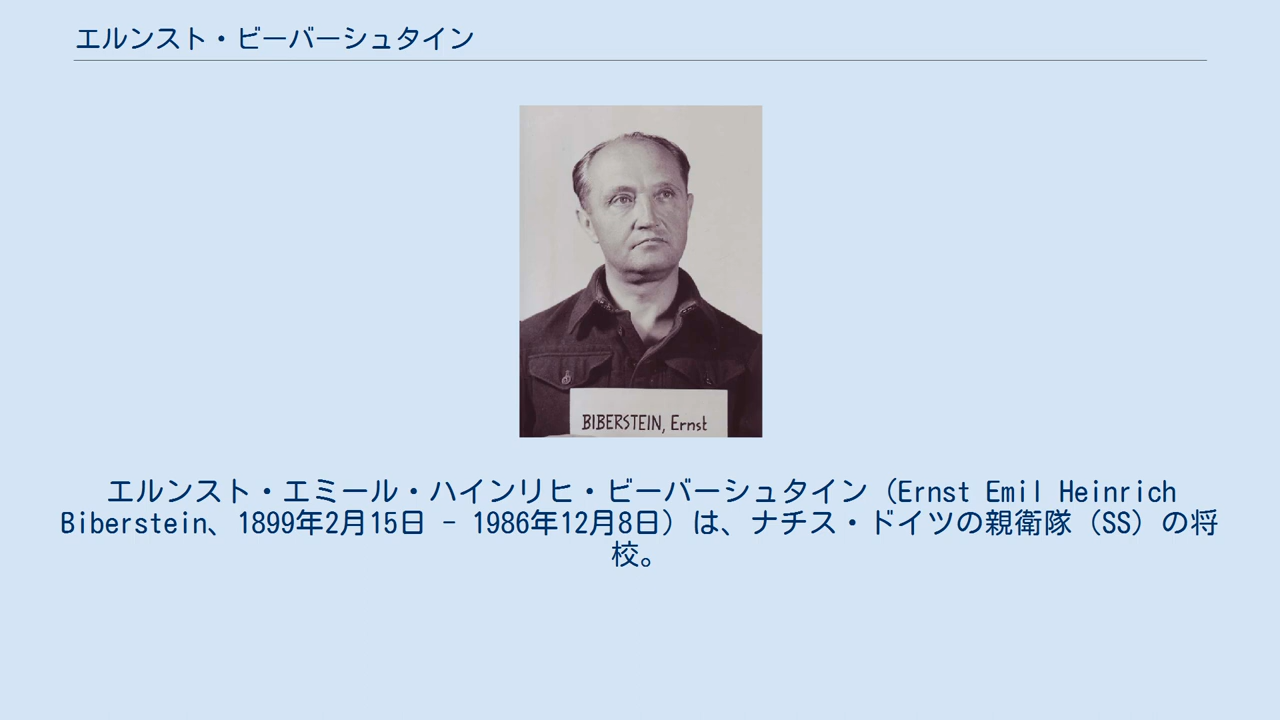 エルンスト・ビーバーシュタイン
BIBERSTEIN, Ernst
エルンスト・エミール・ハインリヒ・ビーバーシュタイン（Ernst Emil Heinrich
Biberstein、1899年2月15日 - 1986年12月8日）は、ナチス・ドイツの親衛隊（SS）の将
校。